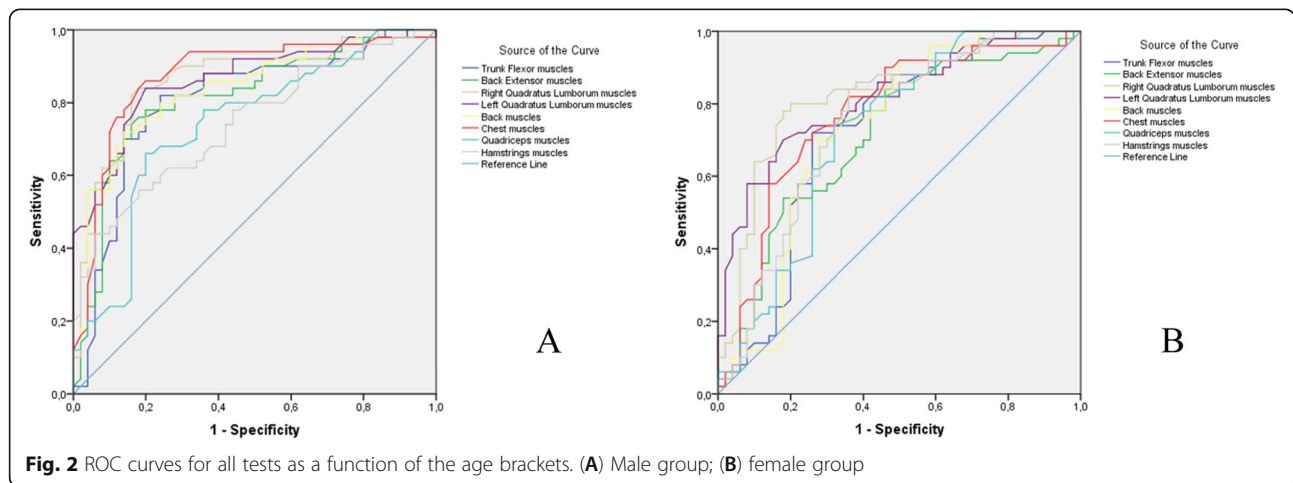 Source of the Curve
Trunk Flexor muscles
Back Extensor muscles
Right Quadratus Lumborum muscles
Left Quadratus Lumborum muscles
Back muscles
Chest muscles
Quadriceps muscles
Hamstrings muscles
Reference Line
Sensitivity
1,0
0,8
0,6
0,4
0,2
0,0
0,0 0,2 0,4 0,6 0,8 1,0
1 - Specificity
A
Source of the Curve
Trunk Flexor muscles
Back Extensor muscles
Right Quadratus Lumborum muscles
Left Quadratus Lumborum muscles
Back muscles
Chest muscles
Quadriceps muscles
Hamstrings muscles
Reference Line
Sensitivity
1,0
0,8
0,6
0,4
0,2
0,0
0,0 0,2 0,4 0,6 0,8 1,0
1 - Specificity
B
Fig. 2 ROC curves for all tests as a function of the age brackets. (A) Male group; (B) female group